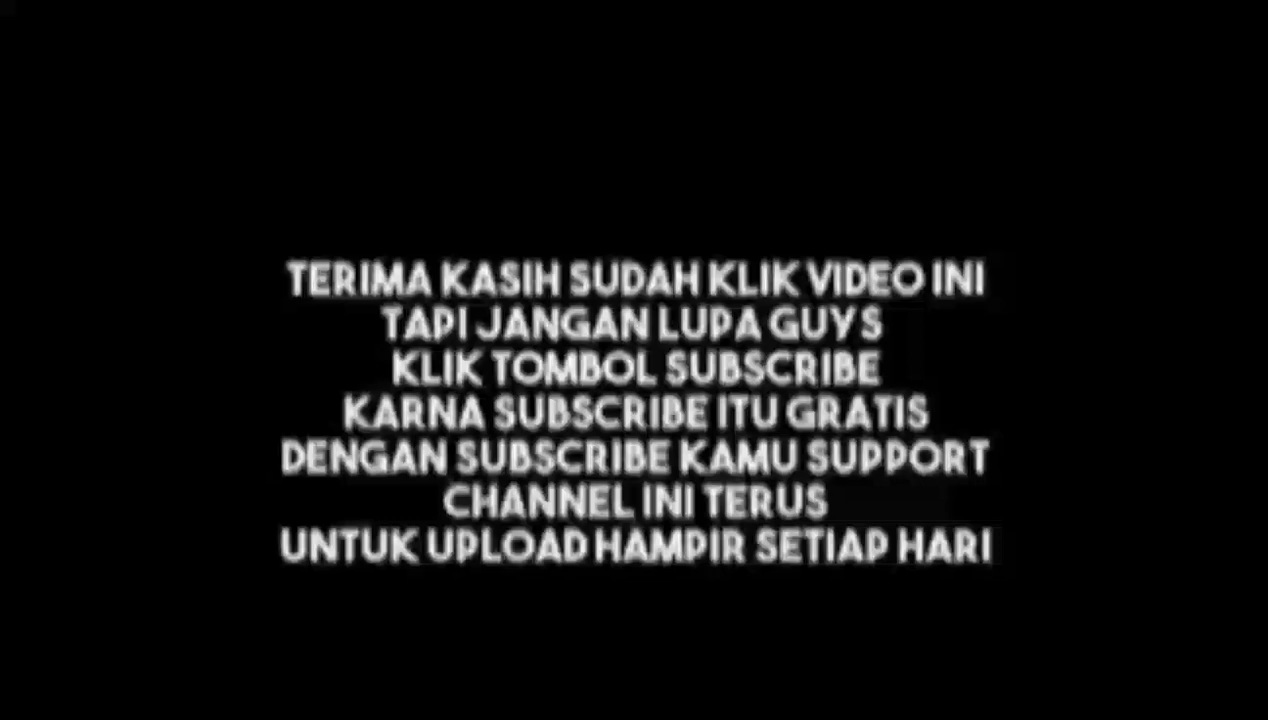 TERIMA KASIH SUDAH KLIK VIDEO INI
TAPI JANGAN LUPA GUYS
KLIK TOMBOL SUBSCRIBE
KARNA SUBSCRIBE ITU GRATIS
DENGAN SUBSCRIBE KAMU SUPPORT
CHANNEL INI TERUS
UNTUK UPLOAD HAMPIR SETIAP HARI